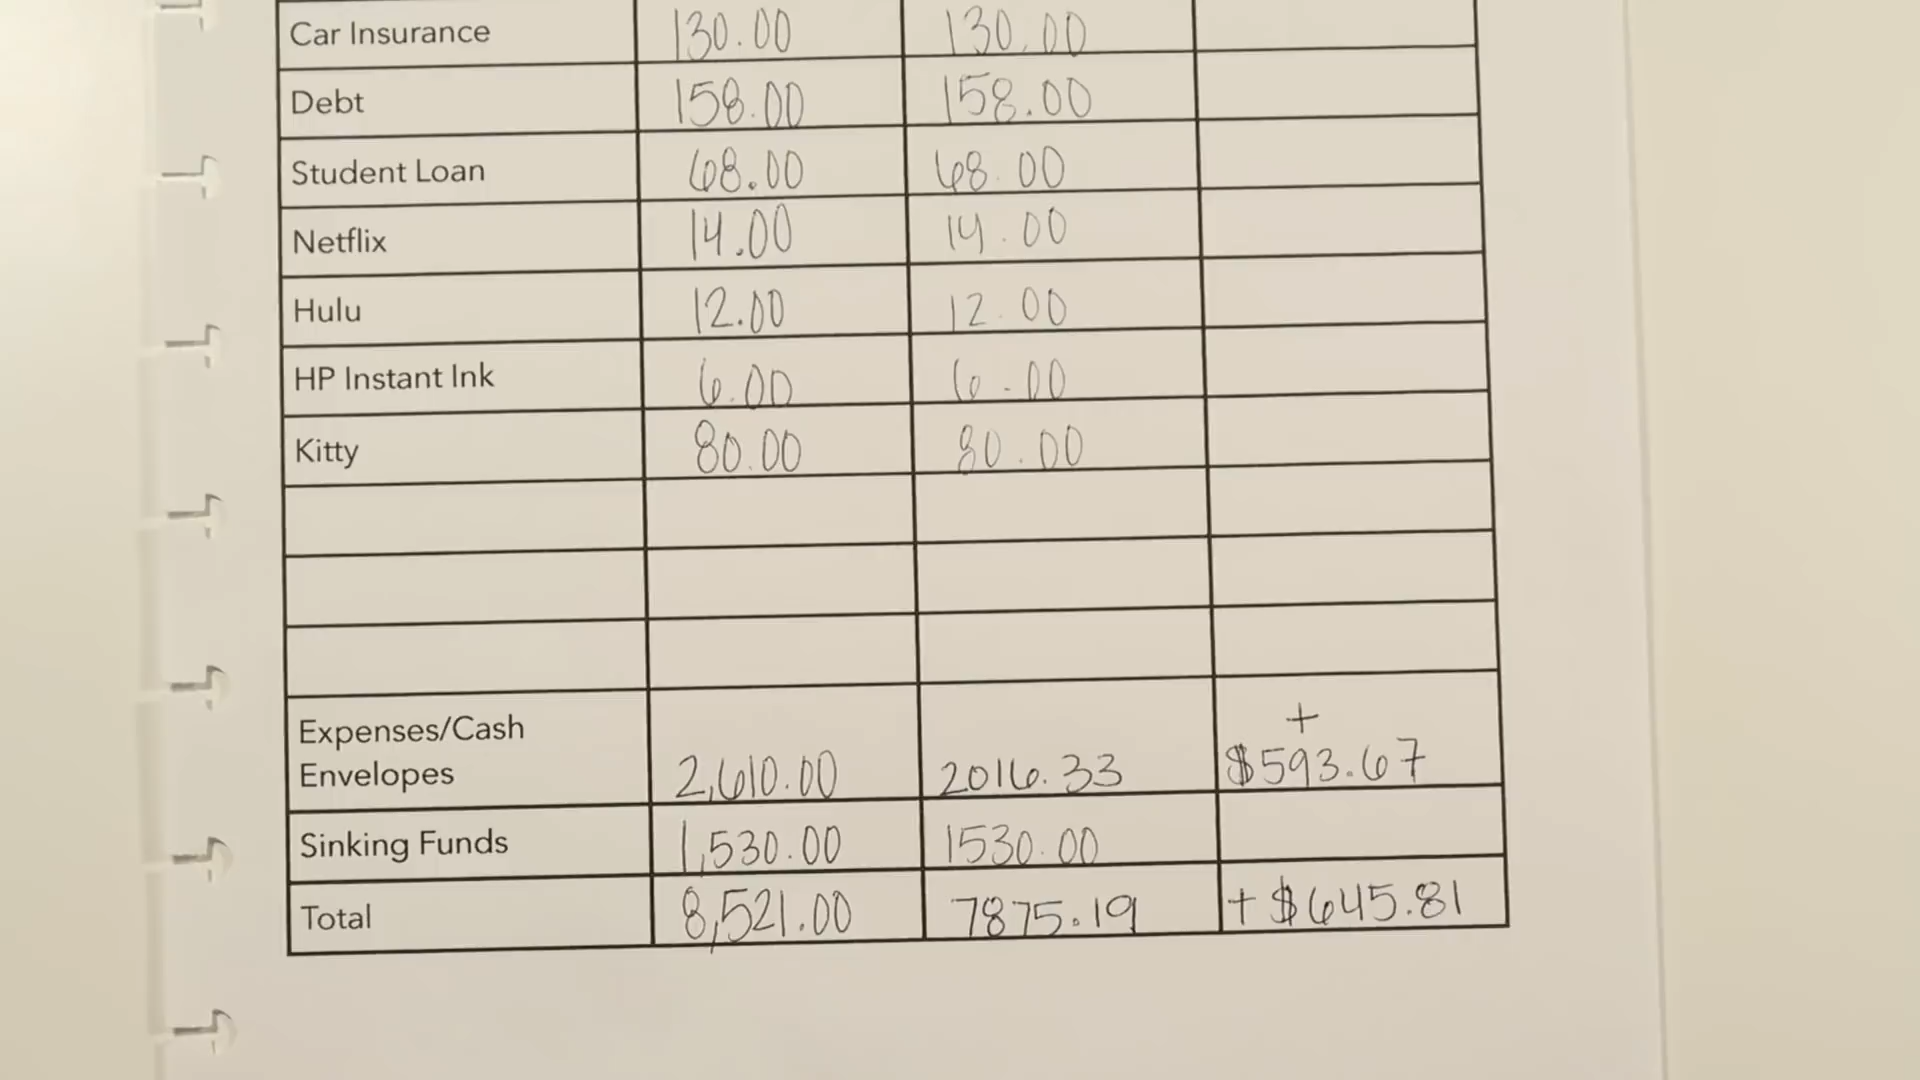 Car Insurance 130.00 130.00
Debt 158.00 158.00
Student Loan 68.00 68.00
Netflix 14.00 14.00
Hulu 12.00 12.00
HP Instant Ink 6.00 6.00
Kitty 80.00 80.00
Expenses/Cash +
Envelopes 2,610.00 2016.33 $593.67
Sinking Funds 1,530.00 1530.00
Total 8,521.00 7875.19 + $645.81